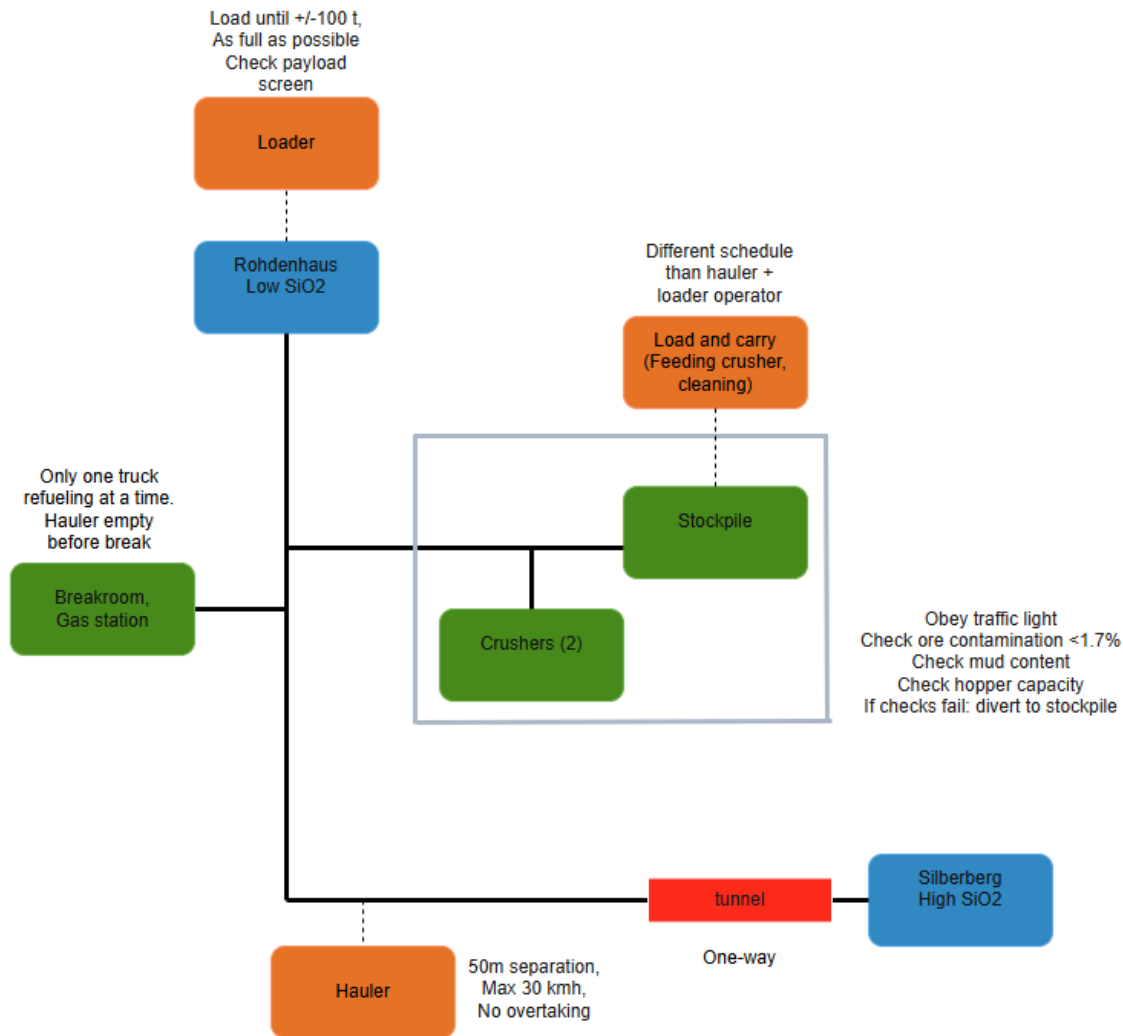 Load until +/-100 t,
As full as possible
Check payload
screen
Loader
Rohdenhaus
Low SiO2
Different schedule
than hauler +
loader operator
Load and carry
(Feeding crusher,
cleaning)
Only one truck
refueling at a time.
Hauler empty
before break
Stockpile
Breakroom,
Gas station
Crushers (2)
Obey traffic light
Check ore contamination <1.7%
Check mud content
Check hopper capacity
If checks fail: divert to stockpile
tunnel
Silberberg
High SiO2
One-way
Hauler
50m separation,
Max 30 kmh,
No overtaking